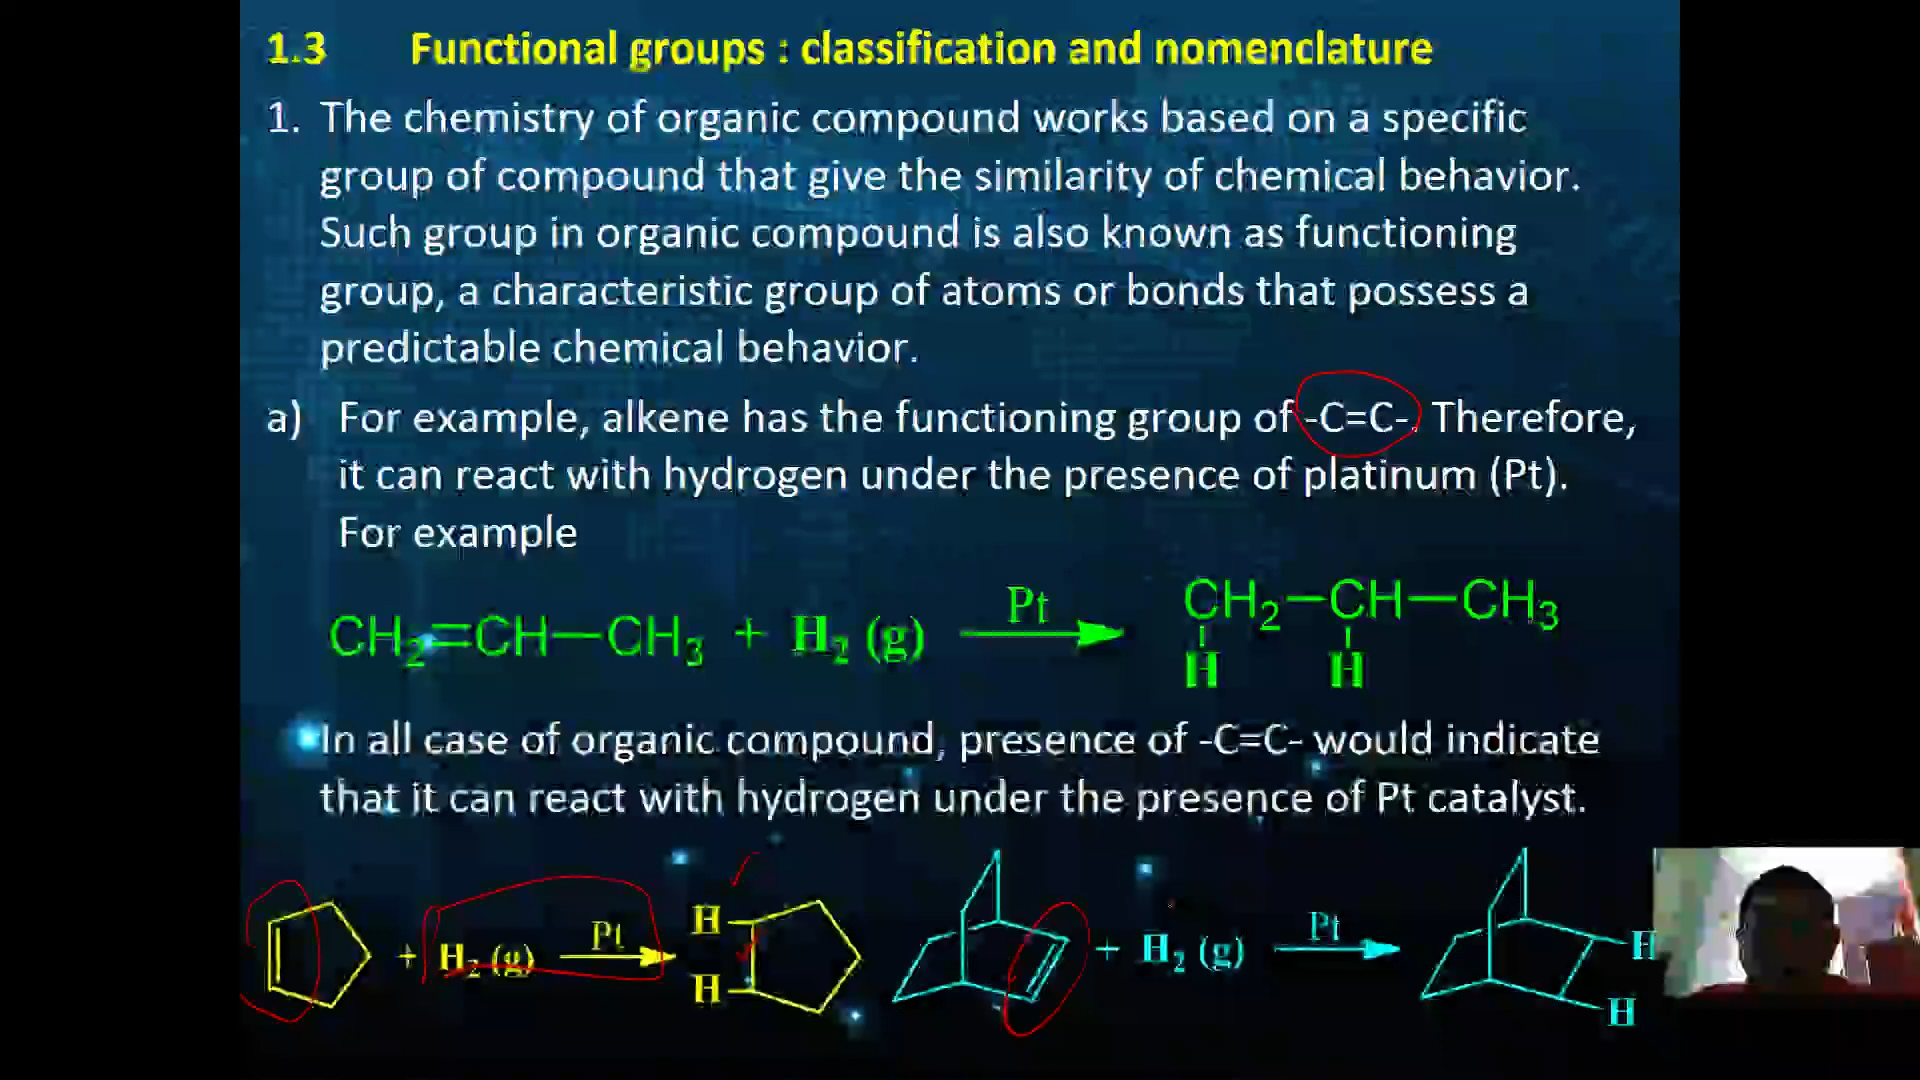 1.3 Functional groups : classification and nomenclature
1. The chemistry of organic compound works based on a specific
group of compound that give the similarity of chemical behavior.
Such group in organic compound is also known as functioning
group, a characteristic group of atoms or bonds that possess a
predictable chemical behavior.
a) For example, alkene has the functioning group of -C=C-. Therefore,
it can react with hydrogen under the presence of platinum (Pt).
For example
CH₂=CH—CH₃ + H₂ (g) Pt CH₂—CH—CH₃
H H
In all case of organic compound, presence of -C=C- would indicate
that it can react with hydrogen under the presence of Pt catalyst.
+ H₂ (g) Pt H H + H₂ (g) Pt H H